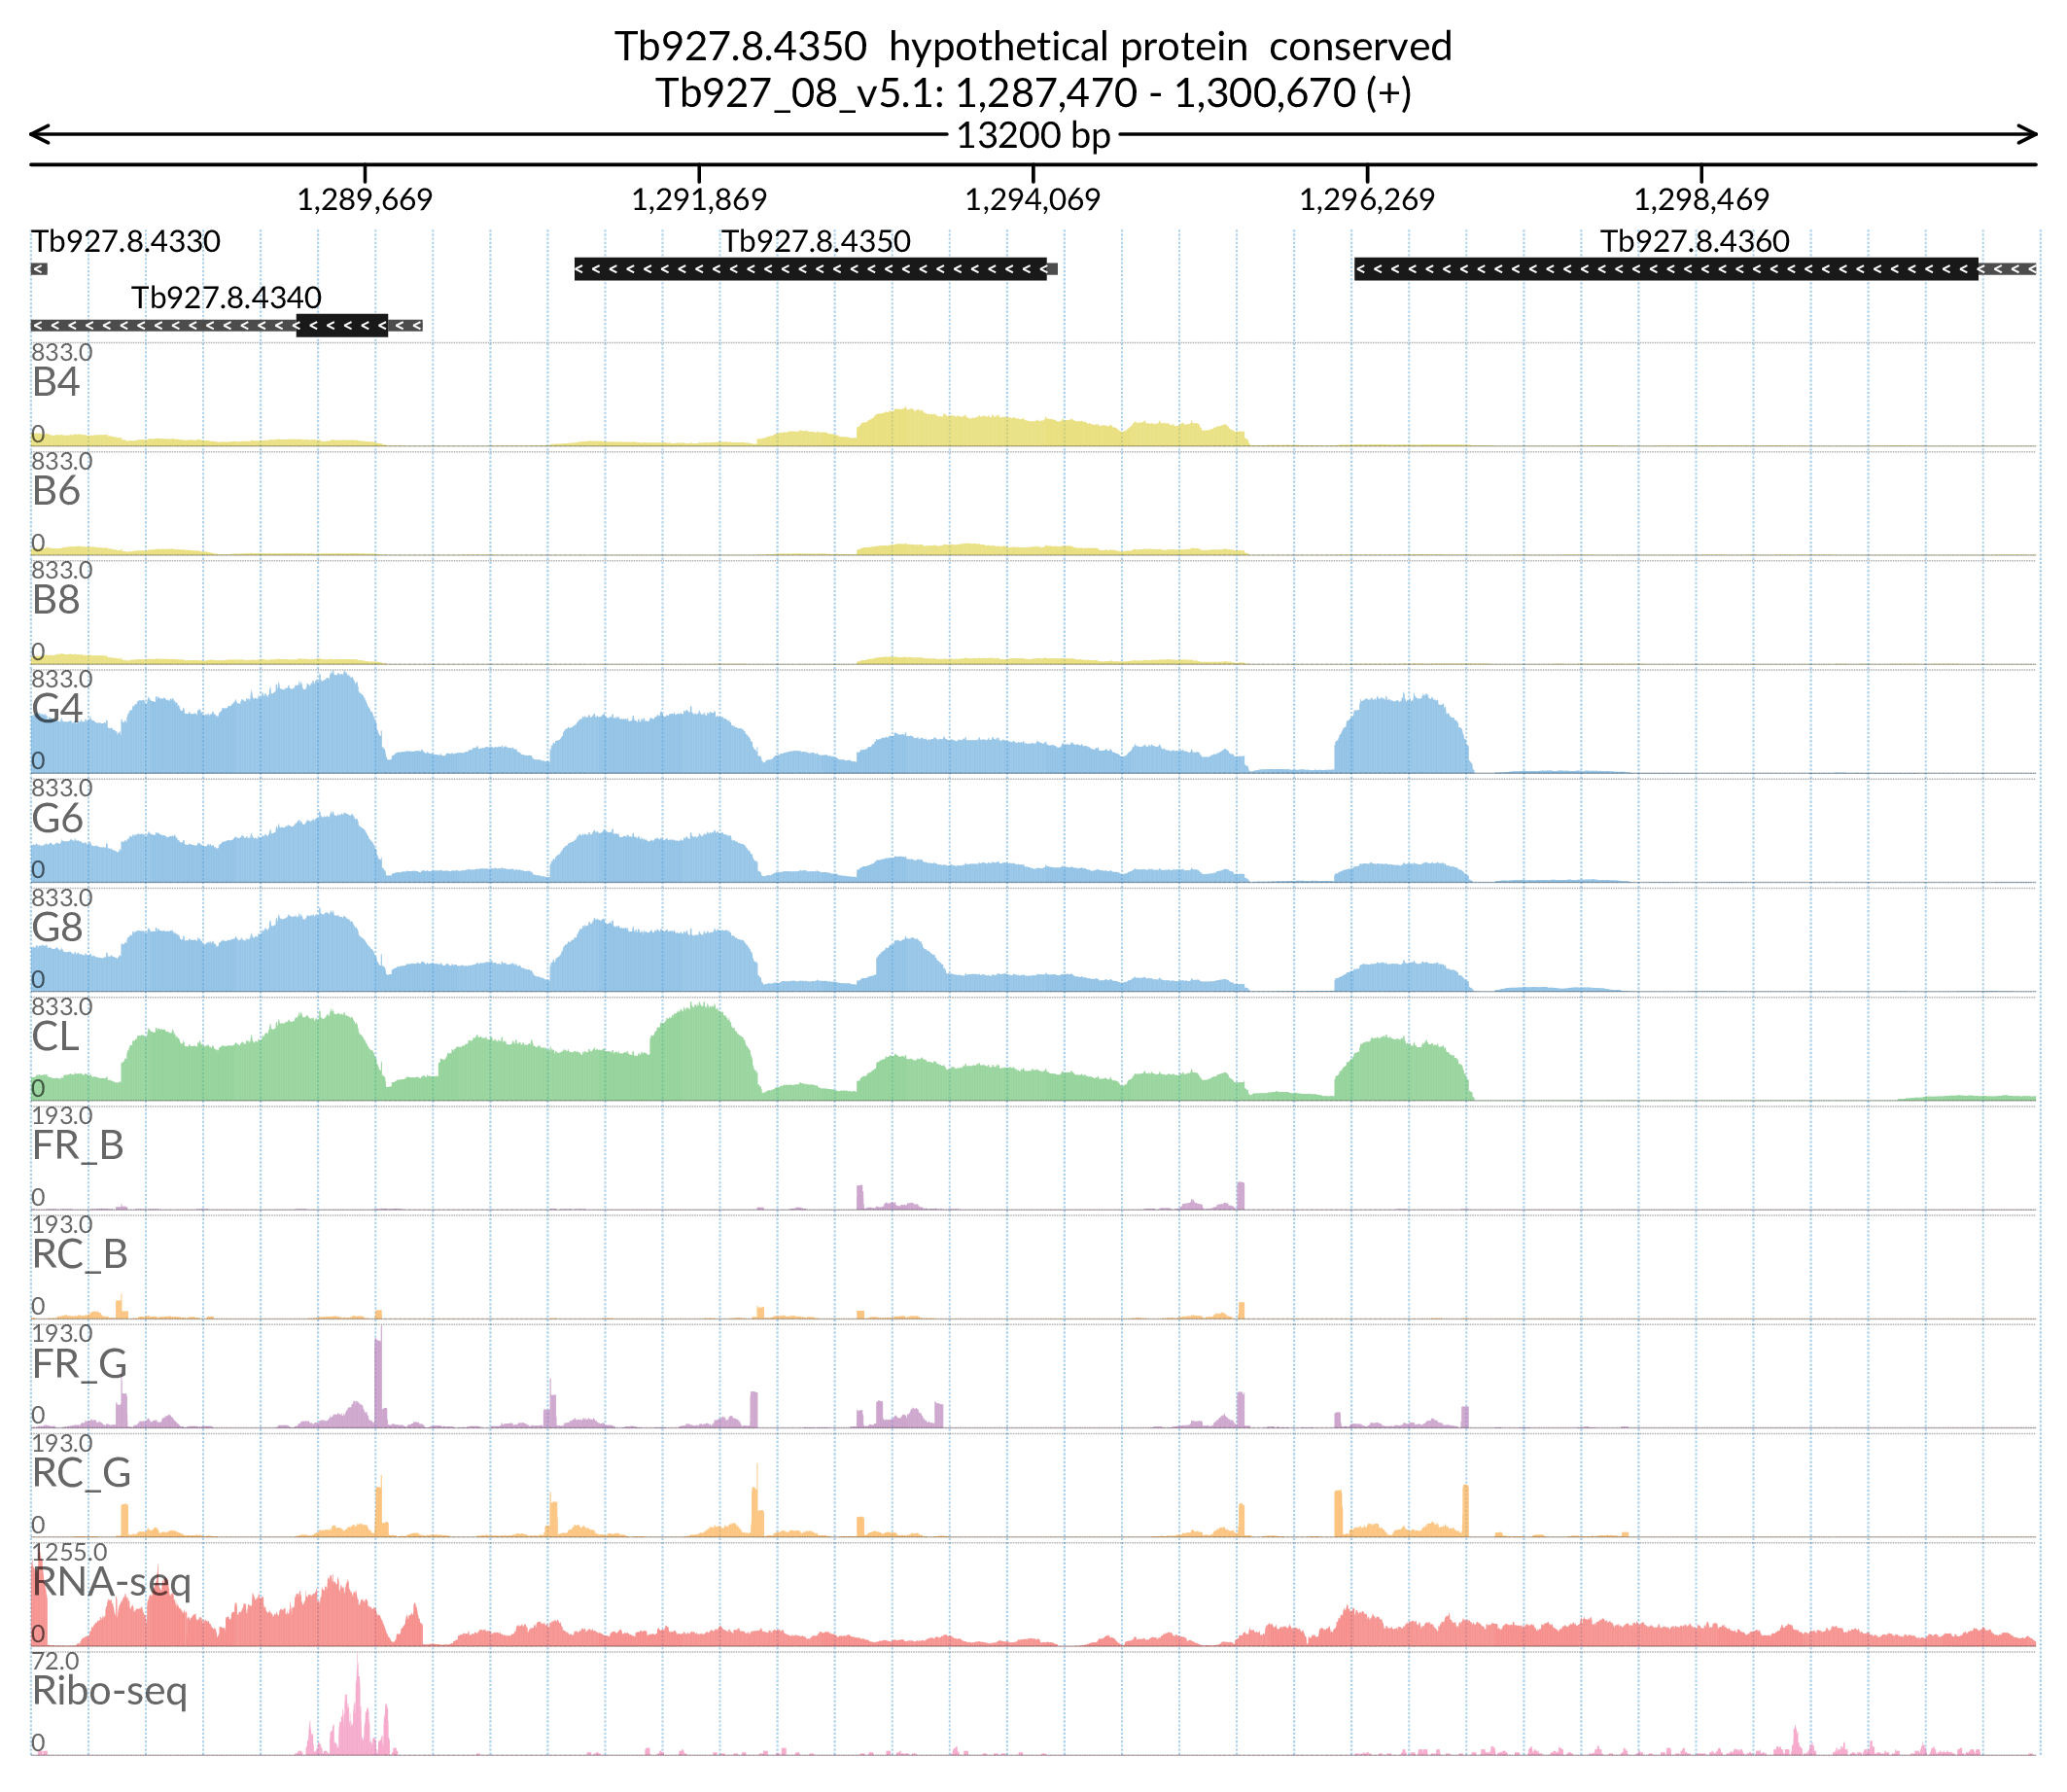 Tb927.8.4350 hypothetical protein conserved
Tb927_08_v5.1: 1,287,470 - 1,300,670 (+)
13200 bp
1,289,669 1,291,869 1,294,069 1,296,269 1,298,469
Tb927.8.4330 Tb927.8.4350 Tb927.8.4360
Tb927.8.4340
833.0
B4
0
833.0
B6
0
833.0
B8
0
833.0
G4
0
833.0
G6
0
833.0
G8
0
833.0
CL
0
193.0
FR_B
0
193.0
RC_B
0
193.0
FR_G
0
193.0
RC_G
0
1255.0
RNA-seq
0
72.0
Ribo-seq
0